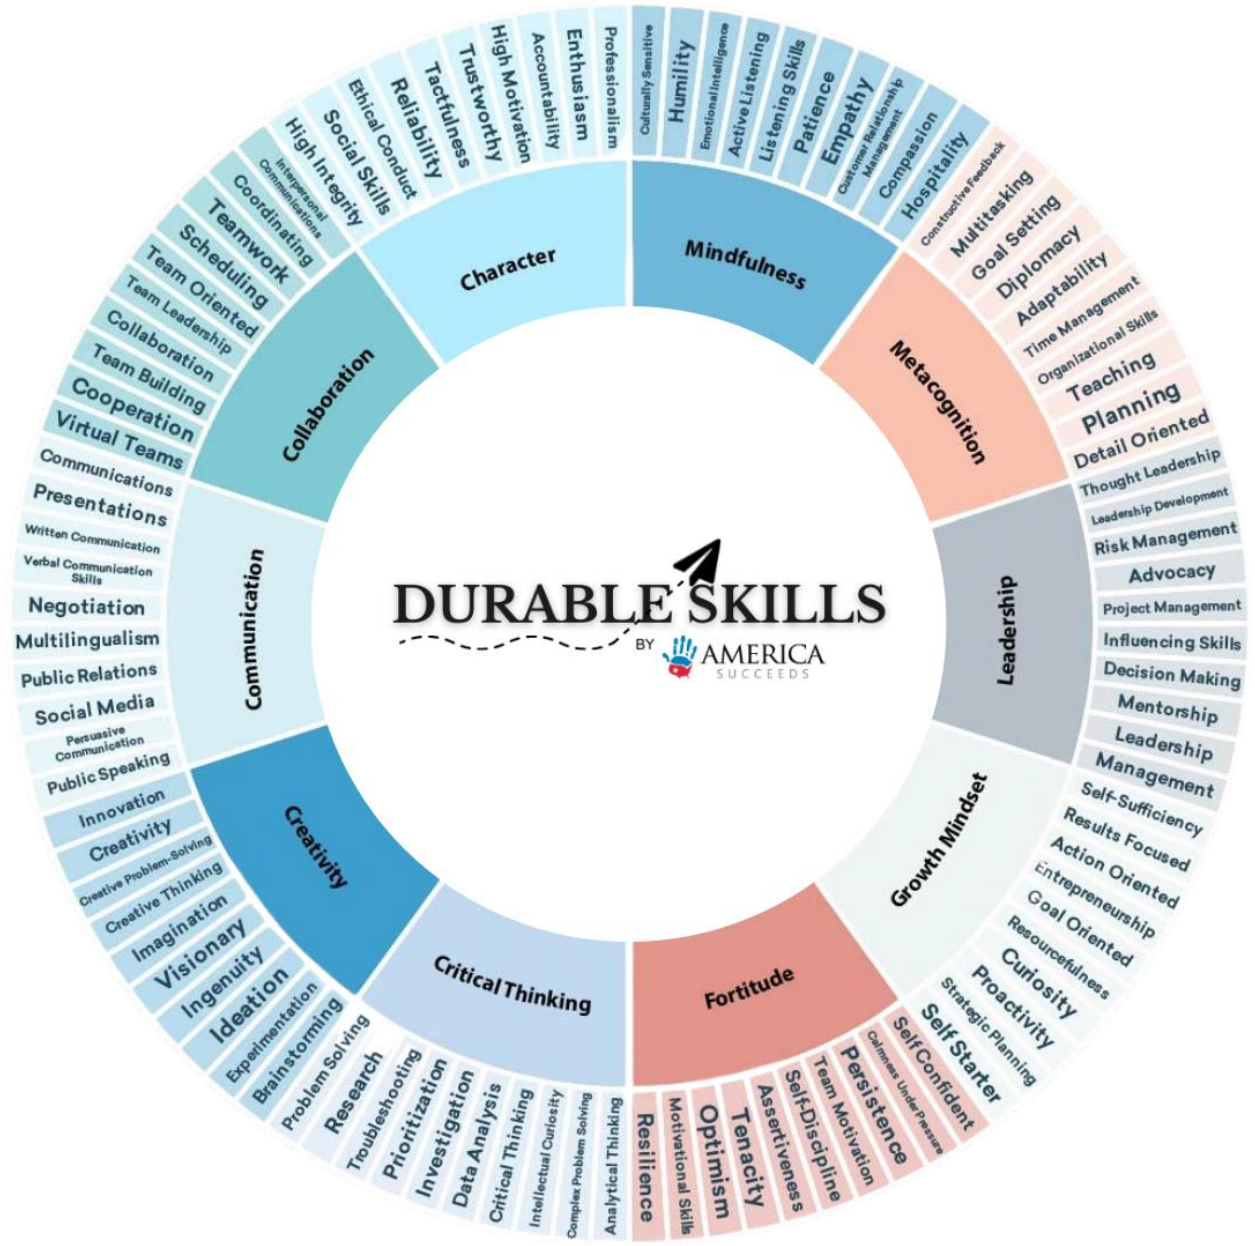 DURABLE SKILLS
BY AMERICA
SUCCEEDS
Mindfulness
Culturally Sensitive
Humility
Emotional Intelligence
Active Listening
Listening Skills
Patience
Empathy
Customer Relationship
Management
Compassion
Hospitality
Metacognition
Constructive Feedback
Multitasking
Goal Setting
Diplomacy
Adaptability
Time Management
Organizational Skills
Teaching
Planning
Detail Oriented
Leadership
Thought Leadership
Leadership Development
Risk Management
Advocacy
Project Management
Influencing Skills
Decision Making
Mentorship
Leadership
Management
Growth Mindset
Self-Sufficiency
Results Focused
Action Oriented
Entrepreneurship
Goal Oriented
Resourcefulness
Curiosity
Proactivity
Strategic Planning
Self Starter
Fortitude
Self Confident
Calmness Under Pressure
Persistence
Team Motivation
Self-Discipline
Assertiveness
Tenacity
Optimism
Motivational Skills
Resilience
Critical Thinking
Analytical Thinking
Complex Problem Solving
Intellectual Curiosity
Critical Thinking
Data Analysis
Investigation
Prioritization
Troubleshooting
Research
Problem Solving
Creativity
Brainstorming
Experimentation
Ideation
Ingenuity
Visionary
Imagination
Creative Thinking
Creative Problem-Solving
Creativity
Innovation
Communication
Public Speaking
Persuasive
Communication
Social Media
Public Relations
Multilingualism
Negotiation
Verbal Communication
Skills
Written Communication
Presentations
Communications
Collaboration
Virtual Teams
Cooperation
Team Building
Collaboration
Team Leadership
Team Oriented
Scheduling
Teamwork
Coordinating
Interpersonal
Communications
Character
High Integrity
Social Skills
Ethical Conduct
Reliability
Tactfulness
Trustworthy
High Motivation
Accountability
Enthusiasm
Professionalism